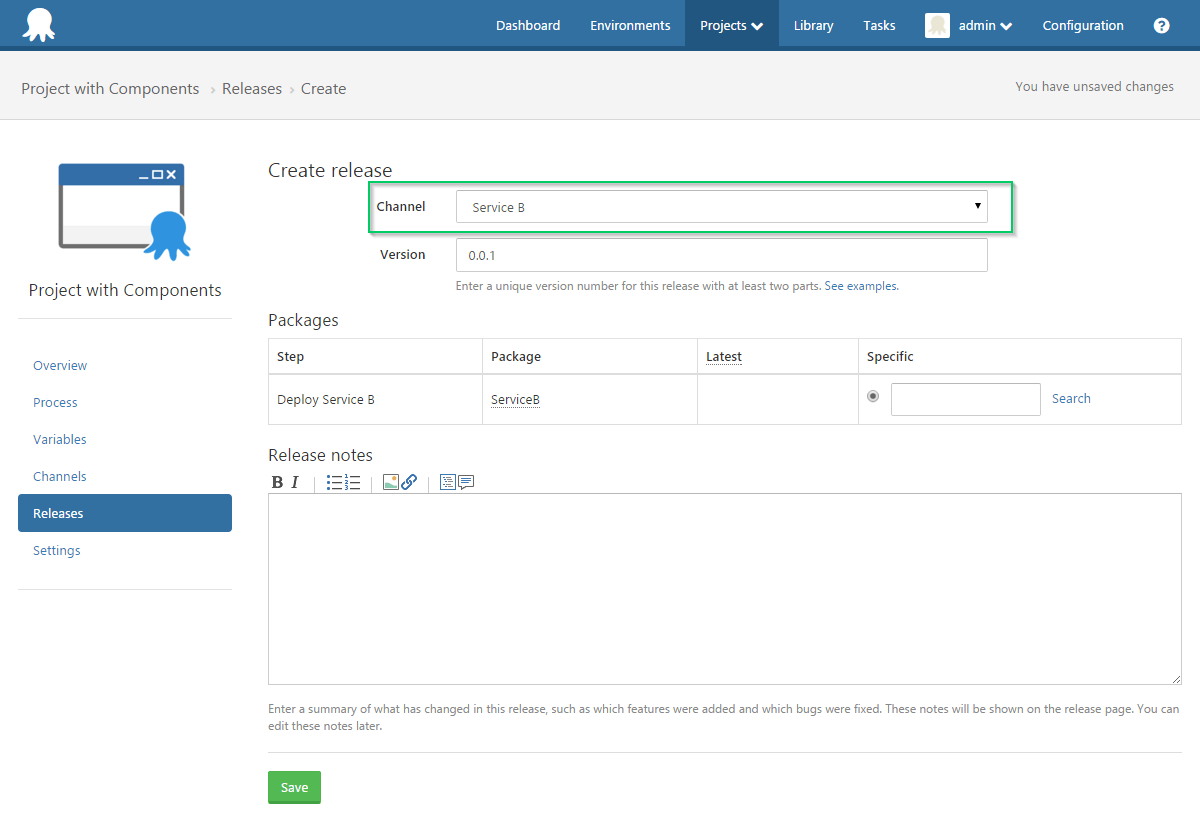 Dashboard Environments Projects Library Tasks admin Configuration ?
Project with Components › Releases › Create
You have unsaved changes
Project with Components
Overview
Process
Variables
Channels
Releases
Settings
Create release
Channel Service B
Version 0.0.1
Enter a unique version number for this release with at least two parts. See examples.
Packages
Step Package Latest Specific
Deploy Service B ServiceB Search
Release notes
B I
Enter a summary of what has changed in this release, such as which features were added and which bugs were fixed. These notes will be shown on the release page. You can
edit these notes later.
Save